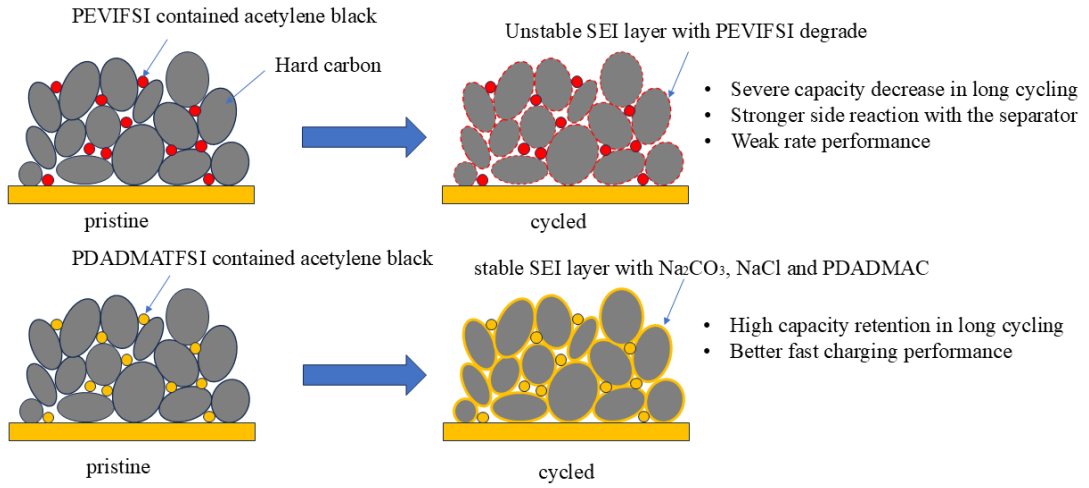 PEVIFSI contained acetylene black
Hard carbon
pristine
Unstable SEI layer with PEVIFSI degrade
• Severe capacity decrease in long cycling
• Stronger side reaction with the separator
• Weak rate performance
cycled
PDADMATFSI contained acetylene black
pristine
stable SEI layer with Na₂CO₃, NaCl and PDADMAC
• High capacity retention in long cycling
• Better fast charging performance
cycled